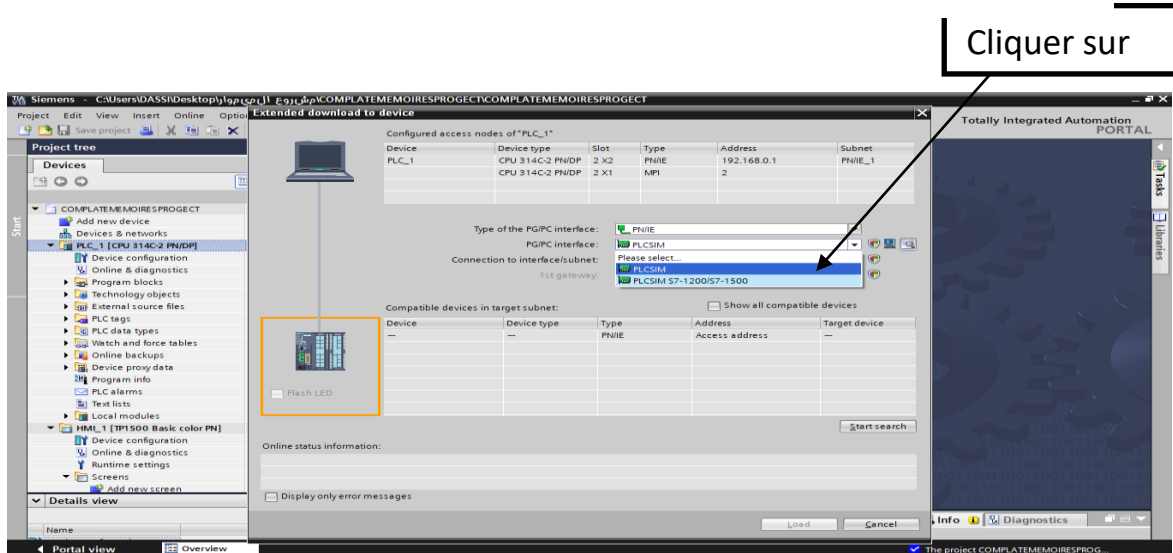 Cliquer sur
Siemens - C:\Users\DASSI\Desktop\مشروع الميموار\COMPLATEMEMOIRESPROGECT\COMPLATEMEMOIRESPROGECT
Project Edit View Insert Online Optio
Save project
Totally Integrated Automation
PORTAL
Extended download to device
Project tree
Devices
Start
COMPLATEMEMOIRESPROGECT
Add new device
Devices & networks
PLC_1 [CPU 314C-2 PN/DP]
Device configuration
Online & diagnostics
Program blocks
Technology objects
External source files
PLC tags
PLC data types
Watch and force tables
Online backups
Device proxy data
Program info
PLC alarms
Text lists
Local modules
HMI_1 [TP1500 Basic color PN]
Device configuration
Online & diagnostics
Runtime settings
Screens
Add new screen
Details view
Name
Configured access nodes of "PLC_1"
Device Device type Slot Type Address Subnet
PLC_1 CPU 314C-2 PN/DP 2 X2 PN/IE 192.168.0.1 PN/IE_1
CPU 314C-2 PN/DP 2 X1 MPI 2
Type of the PG/PC interface: PN/IE
PG/PC interface: PLCSIM
Connection to interface/subnet: Please select...
PLCSIM
1st gateway: PLCSIM S7-1200/S7-1500
Compatible devices in target subnet: Show all compatible devices
Device Device type Type Address Target device
— — PN/IE Access address —
Flash LED
Start search
Online status information:
Display only error messages
Load Cancel
Tasks
Libraries
Info Diagnostics
Portal view Overview
The project COMPLATEMEMOIRESPROG...